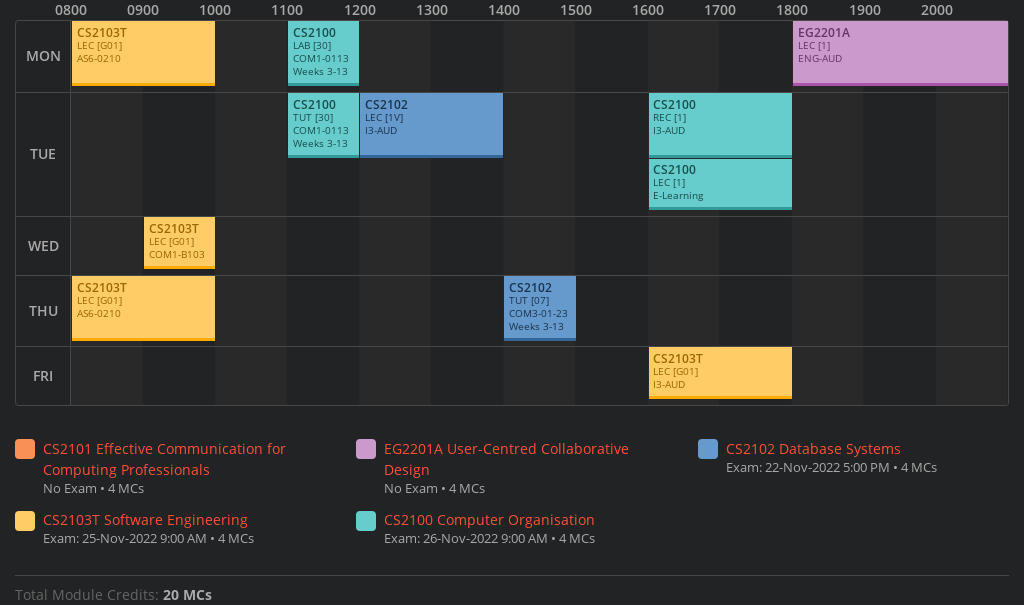 0800 0900 1000 1100 1200 1300 1400 1500 1600 1700 1800 1900 2000
MON
CS2103T
LEC [G01]
AS6-0210
CS2100
LAB [30]
COM1-0113
Weeks 3-13
EG2201A
LEC [1]
ENG-AUD
TUE
CS2100
TUT [30]
COM1-0113
Weeks 3-13
CS2102
LEC [1V]
I3-AUD
CS2100
REC [1]
I3-AUD
CS2100
LEC [1]
E-Learning
WED
CS2103T
LEC [G01]
COM1-B103
THU
CS2103T
LEC [G01]
AS6-0210
CS2102
TUT [07]
COM3-01-23
Weeks 3-13
FRI
CS2103T
LEC [G01]
I3-AUD
CS2101 Effective Communication for
Computing Professionals
No Exam • 4 MCs
EG2201A User-Centred Collaborative
Design
No Exam • 4 MCs
CS2102 Database Systems
Exam: 22-Nov-2022 5:00 PM • 4 MCs
CS2103T Software Engineering
Exam: 25-Nov-2022 9:00 AM • 4 MCs
CS2100 Computer Organisation
Exam: 26-Nov-2022 9:00 AM • 4 MCs
Total Module Credits: 20 MCs